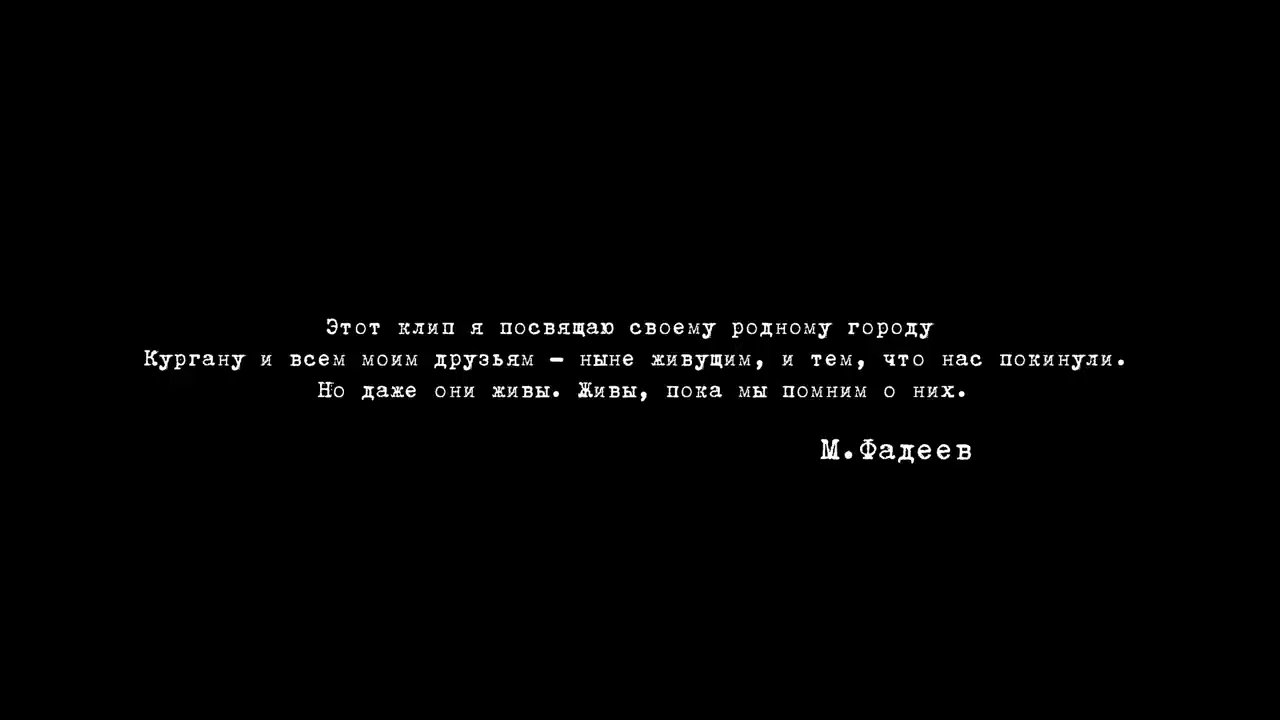 Этот клип я посвящаю своему родному городу
Кургану и всем моим друзьям – ныне живущим, и тем, что нас покинули.
Но даже они живы. Живы, пока мы помним о них.
М.Фадеев